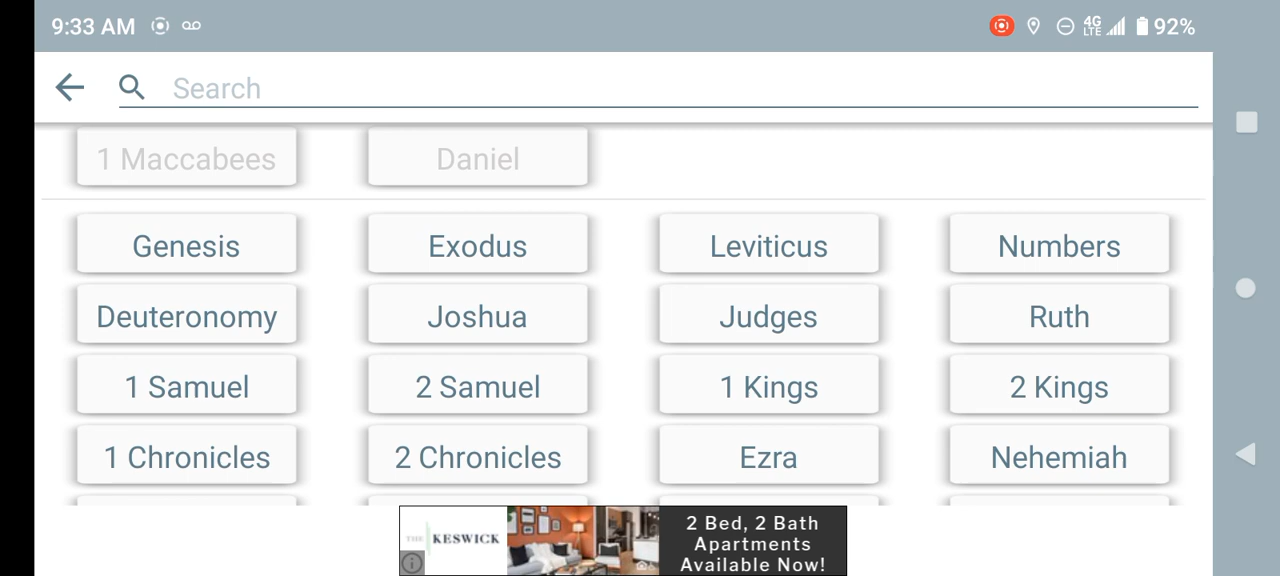 9:33 AM 4G LTE 92%
Search
1 Maccabees Daniel
Genesis Exodus Leviticus Numbers
Deuteronomy Joshua Judges Ruth
1 Samuel 2 Samuel 1 Kings 2 Kings
1 Chronicles 2 Chronicles Ezra Nehemiah
THE KESWICK
2 Bed, 2 Bath
Apartments
Available Now!